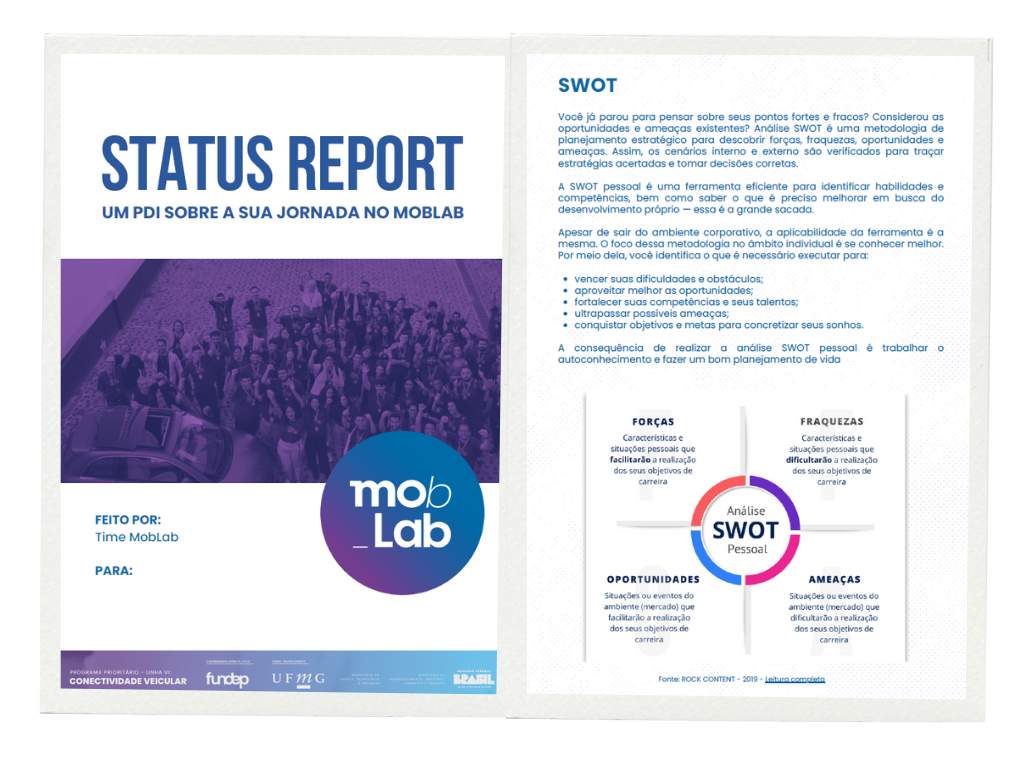 STATUS REPORT
UM PDI SOBRE A SUA JORNADA NO MOBLAB
mob
_Lab
FEITO POR:
Time MobLab
PARA:
PROGRAMA PRIORITÁRIO - LINHA VI:
CONECTIVIDADE VEICULAR
fundep
UFmG
BRASIL
SWOT
Você já parou para pensar sobre seus pontos fortes e fracos? Considerou as
oportunidades e ameaças existentes? Análise SWOT é uma metodologia de
planejamento estratégico para descobrir forças, fraquezas, oportunidades e
ameaças. Assim, os cenários interno e externo são verificados para traçar
estratégias acertadas e tomar decisões corretas.
A SWOT pessoal é uma ferramenta eficiente para identificar habilidades e
competências, bem como saber o que é preciso melhorar em busca do
desenvolvimento próprio — essa é a grande sacada.
Apesar de sair do ambiente corporativo, a aplicabilidade da ferramenta é a
mesma. O foco dessa metodologia no âmbito individual é se conhecer melhor.
Por meio dela, você identifica o que é necessário executar para:
• vencer suas dificuldades e obstáculos;
• aproveitar melhor as oportunidades;
• fortalecer suas competências e seus talentos;
• ultrapassar possíveis ameaças;
• conquistar objetivos e metas para concretizar seus sonhos.
A consequência de realizar a análise SWOT pessoal é trabalhar o
autoconhecimento e fazer um bom planejamento de vida
FORÇAS
Características e
situações pessoais que
facilitarão a realização
dos seus objetivos de
carreira
FRAQUEZAS
Características e
situações pessoais que
dificultarão a realização
dos seus objetivos de
carreira
Análise
SWOT
Pessoal
OPORTUNIDADES
Situações ou eventos do
ambiente (mercado) que
facilitarão a realização
dos seus objetivos de
carreira
AMEAÇAS
Situações ou eventos do
ambiente (mercado) que
dificultarão a realização
dos seus objetivos de
carreira
Fonte: ROCK CONTENT - 2019 - Leitura completa